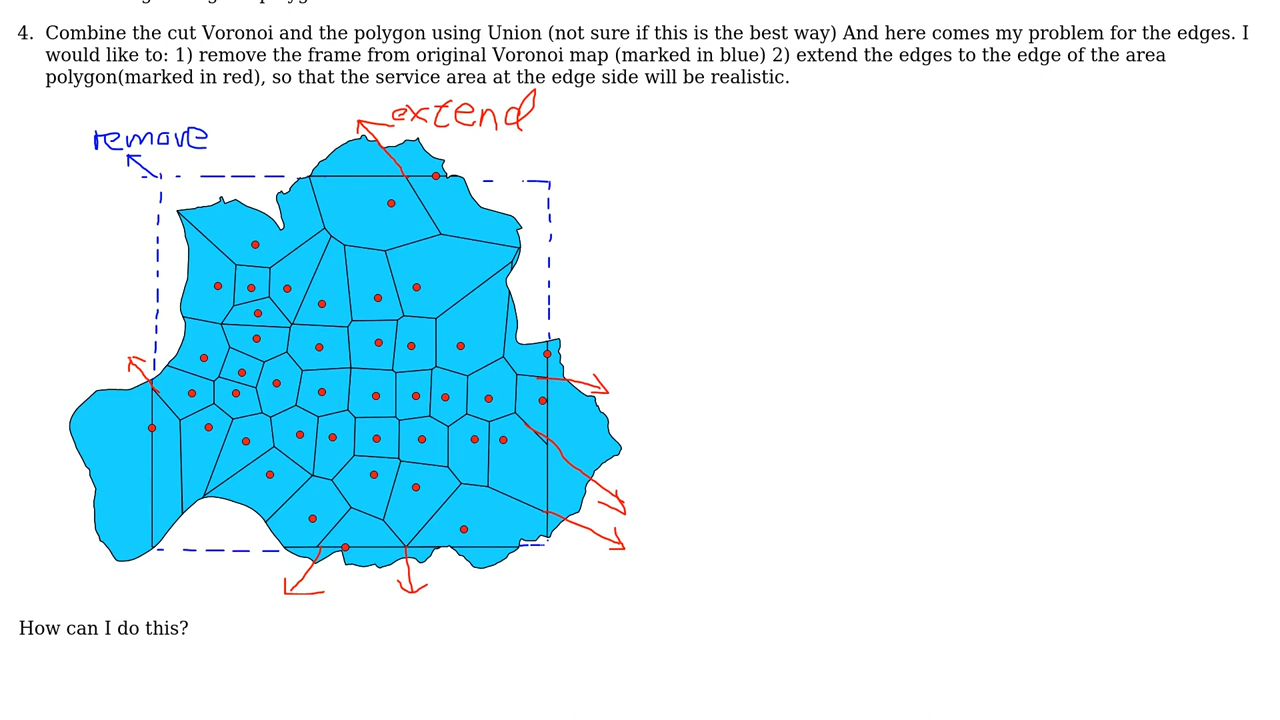 4. Combine the cut Voronoi and the polygon using Union (not sure if this is the best way) And here comes my problem for the edges. I
would like to: 1) remove the frame from original Voronoi map (marked in blue) 2) extend the edges to the edge of the area
polygon(marked in red), so that the service area at the edge side will be realistic.
extend
remove
How can I do this?